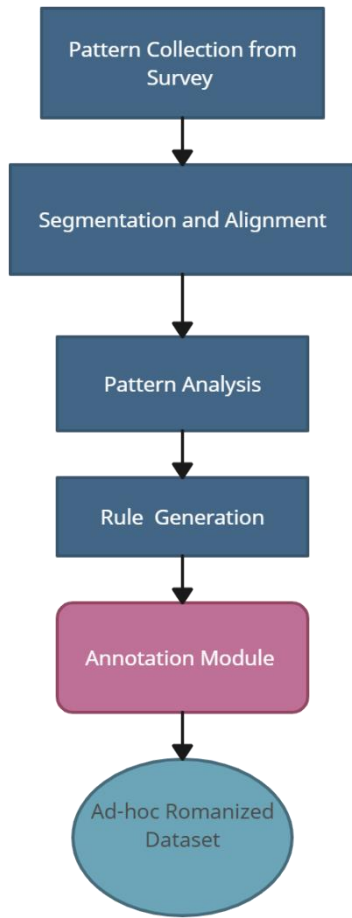 Pattern Collection from
Survey
Segmentation and Alignment
Pattern Analysis
Rule Generation
Annotation Module
Ad-hoc Romanized
Dataset